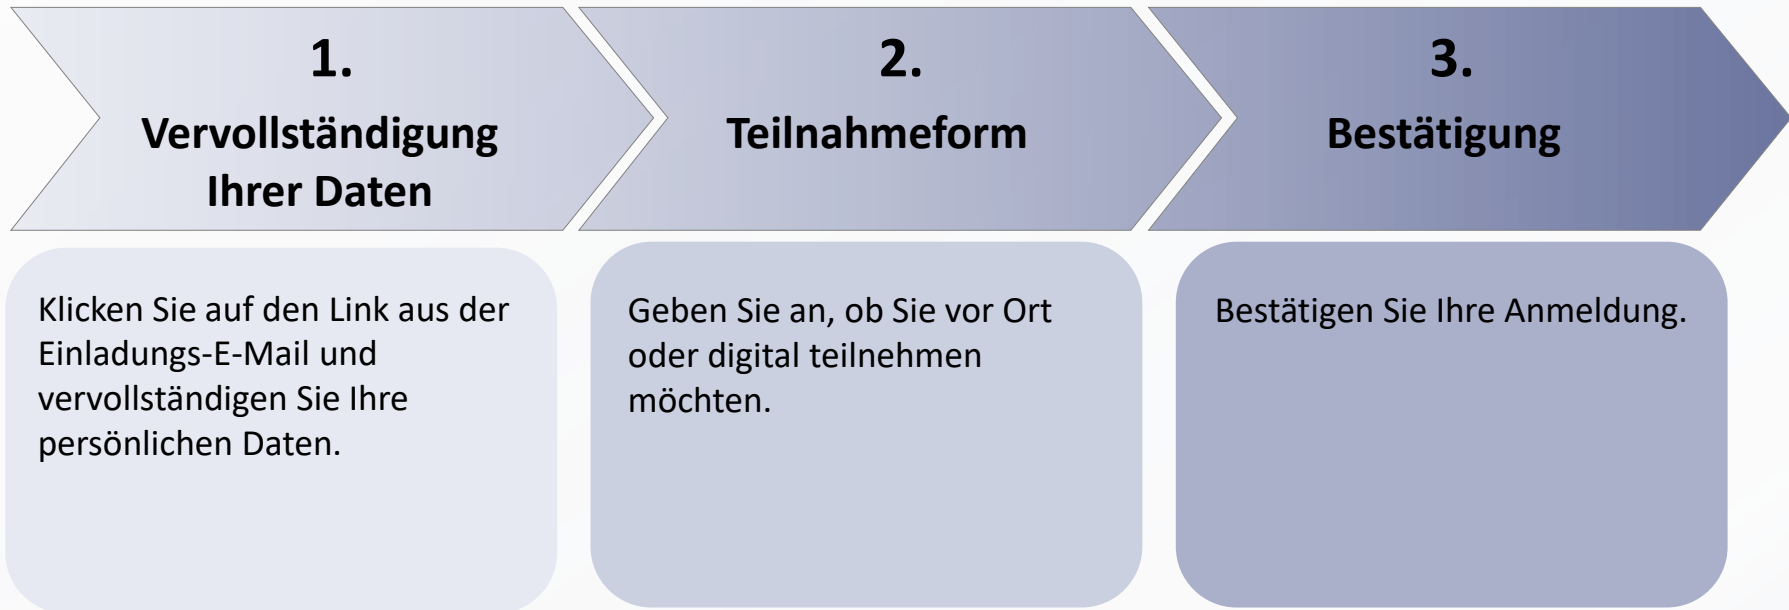 1.
Vervollständigung
Ihrer Daten
2.
Teilnahmeform
3.
Bestätigung
Klicken Sie auf den Link aus der
Einladungs-E-Mail und
vervollständigen Sie Ihre
persönlichen Daten.
Geben Sie an, ob Sie vor Ort
oder digital teilnehmen
möchten.
Bestätigen Sie Ihre Anmeldung.